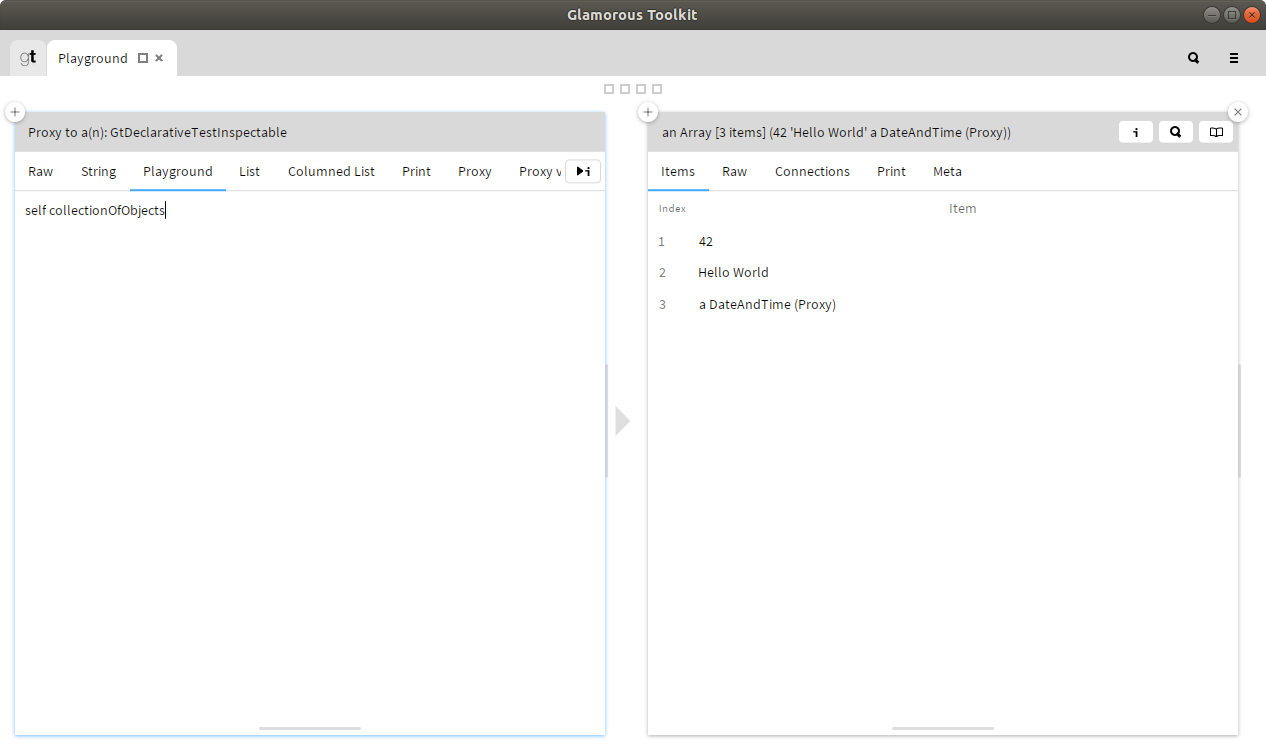 Glamorous Toolkit
gt Playground
Proxy to a(n): GtDeclarativeTestInspectable
Raw String Playground List Columned List Print Proxy Proxy v
self collectionOfObjects
an Array [3 items] (42 'Hello World' a DateAndTime (Proxy))
Items Raw Connections Print Meta
Index Item
1 42
2 Hello World
3 a DateAndTime (Proxy)